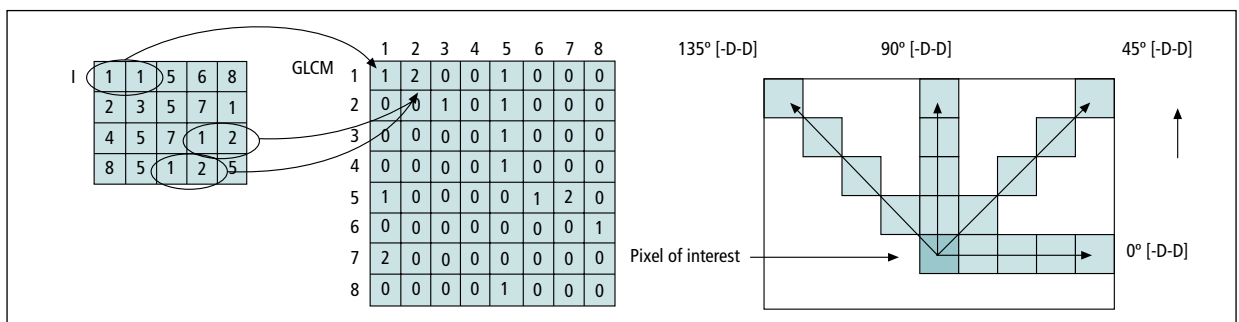 135º [-D-D] 90º [-D-D] 45º [-D-D]
I
1 1 5 6 8
2 3 5 7 1
4 5 7 1 2
8 5 1 2 5
GLCM
1 2 3 4 5 6 7 8
1 1 2 0 0 1 0 0 0
2 0 0 1 0 1 0 0 0
3 0 0 0 0 1 0 0 0
4 0 0 0 0 1 0 0 0
5 1 0 0 0 0 1 2 0
6 0 0 0 0 0 0 0 1
7 2 0 0 0 0 0 0 0
8 0 0 0 0 1 0 0 0
Pixel of interest
0º [-D-D]